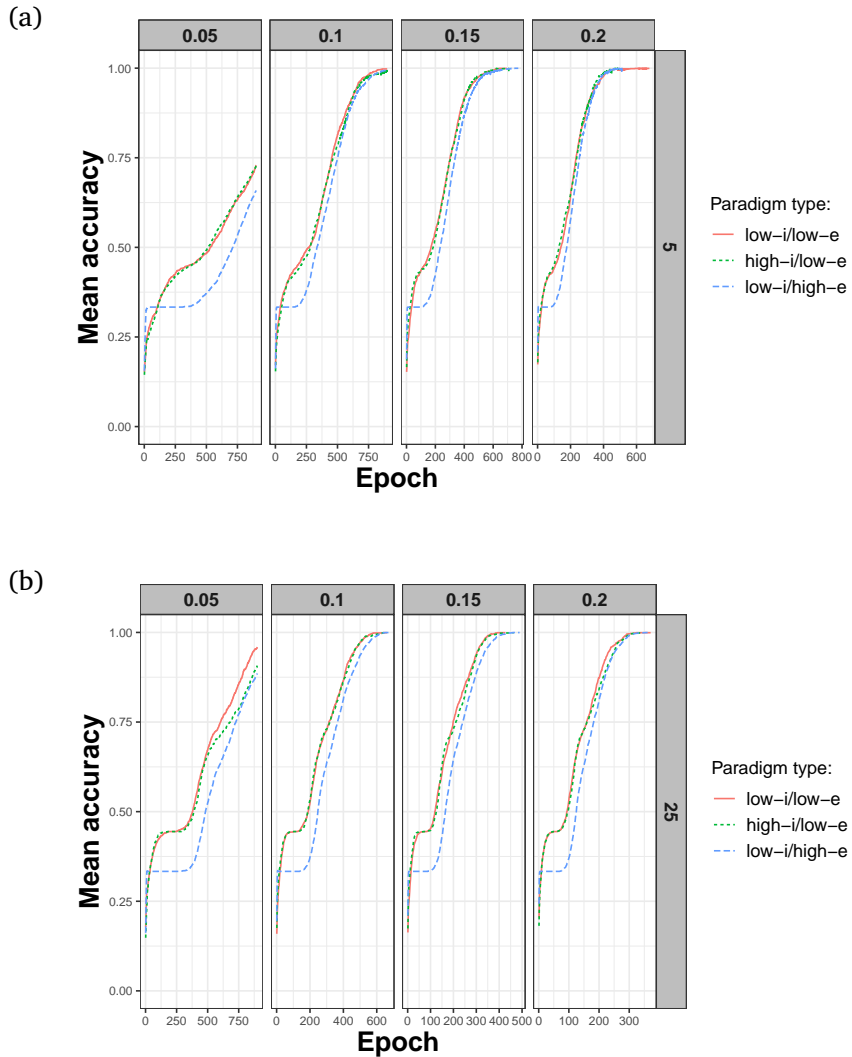 (a)
0.05 0.1 0.15 0.2
1.00
0.75
0.50
0.25
0.00
Mean accuracy
5
0 250 500 750 0 250 500 750 0 200 400 600 800 0 200 400 600
Epoch
Paradigm type:
low−i/low−e
high−i/low−e
low−i/high−e
(b)
0.05 0.1 0.15 0.2
1.00
0.75
0.50
0.25
0.00
Mean accuracy
25
0 250 500 750 0 200 400 600 0 100 200 300 400 500 0 100 200 300
Epoch
Paradigm type:
low−i/low−e
high−i/low−e
low−i/high−e